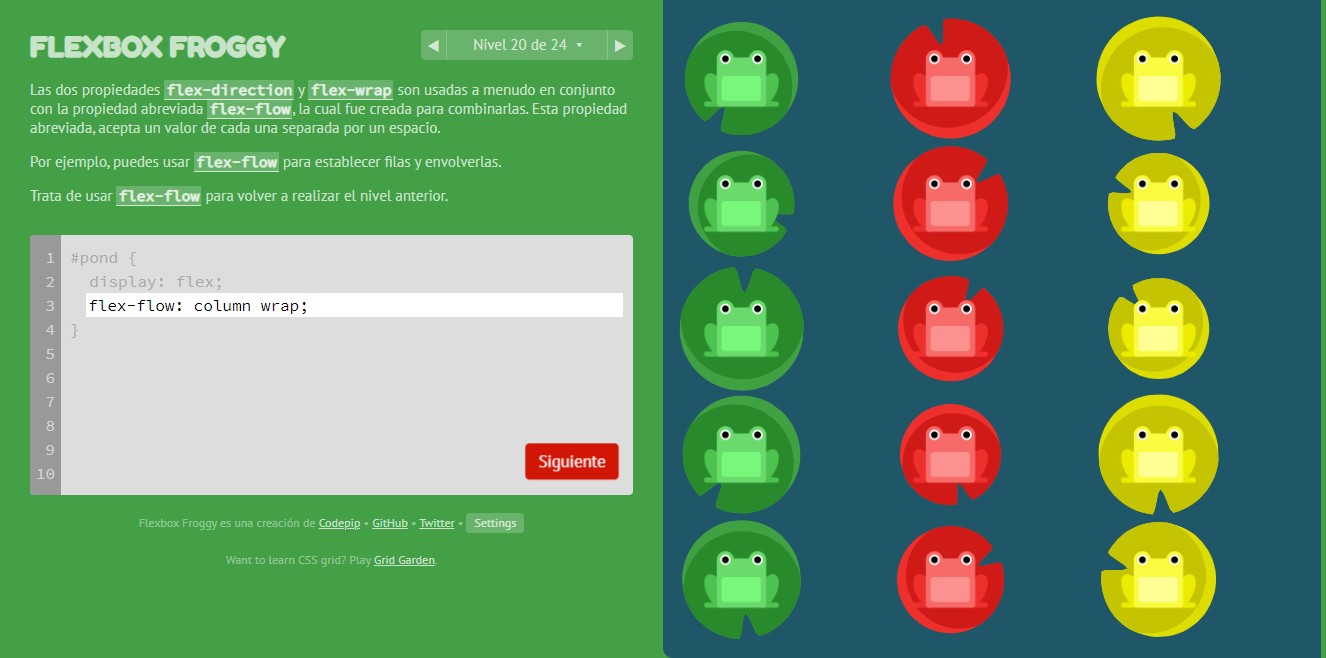 FLEXBOX FROGGY
◀ Nivel 20 de 24 ▾ ▶
Las dos propiedades flex-direction y flex-wrap son usadas a menudo en conjunto
con la propiedad abreviada flex-flow, la cual fue creada para combinarlas. Esta propiedad
abreviada, acepta un valor de cada una separada por un espacio.
Por ejemplo, puedes usar flex-flow para establecer filas y envolverlas.
Trata de usar flex-flow para volver a realizar el nivel anterior.
1 #pond {
2 display: flex;
3 flex-flow: column wrap;
4 }
5
6
7
8
9
10
Siguiente
Flexbox Froggy es una creación de Codepip • GitHub • Twitter • Settings
Want to learn CSS grid? Play Grid Garden.